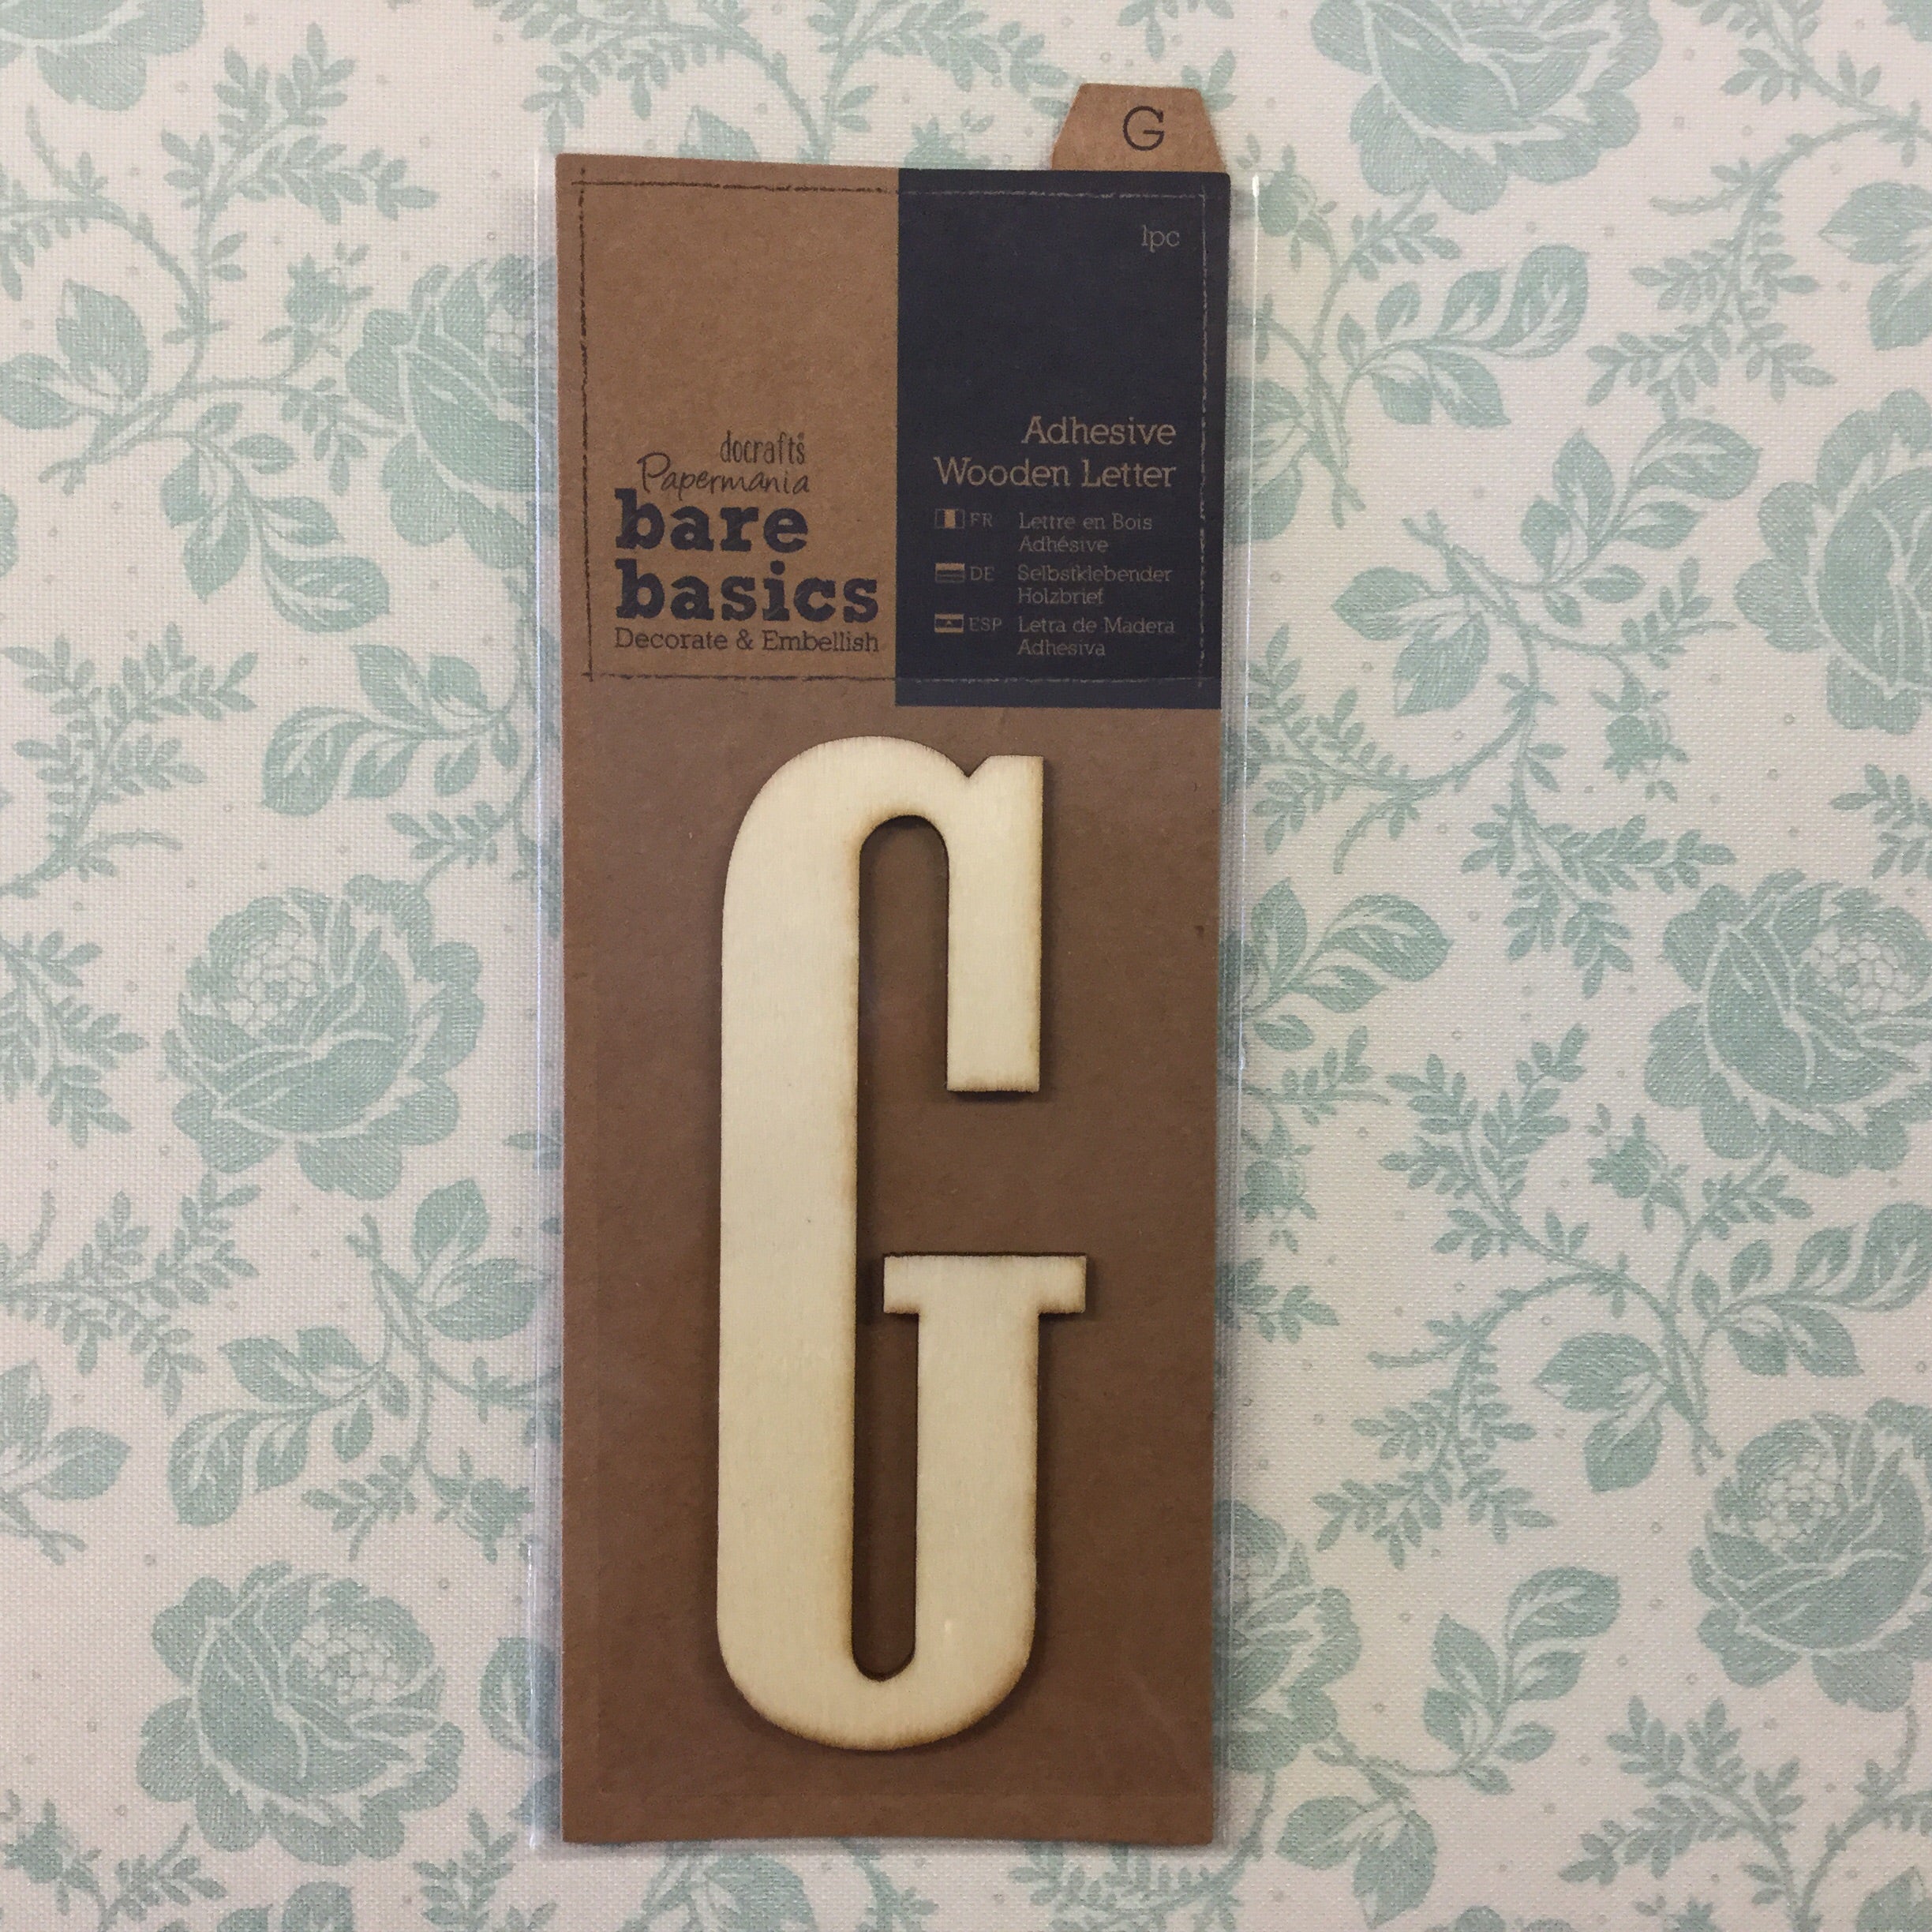 G
1pc
docrafts®
Papermania
bare
basics
Decorate & Embellish
Adhesive
Wooden Letter
FR Lettre en Bois
Adhésive
DE Selbstklebender
Holzbrief
ESP Letra de Madera
Adhesiva
G